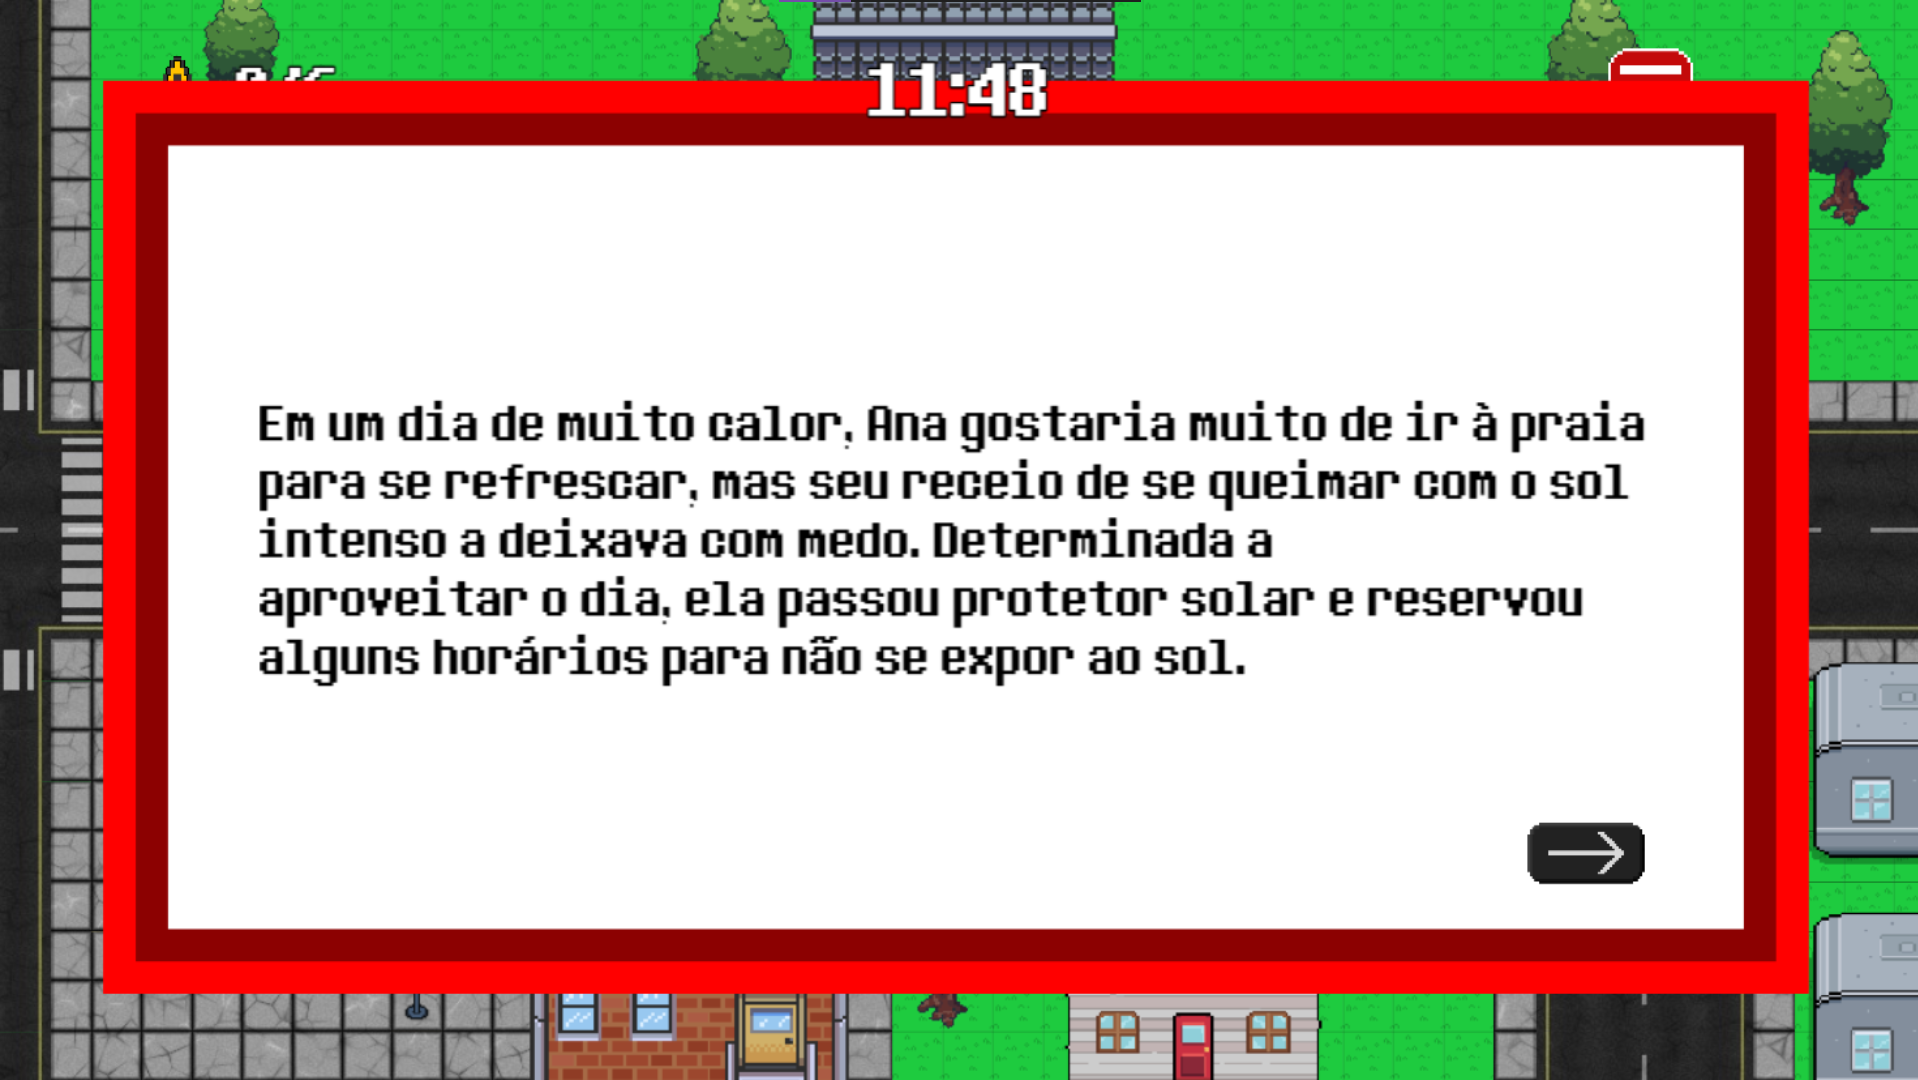 11:48
Em um dia de muito calor, Ana gostaria muito de ir à praia
para se refrescar, mas seu receio de se queimar com o sol
intenso a deixava com medo. Determinada a
aproveitar o dia, ela passou protetor solar e reservou
alguns horários para não se expor ao sol.